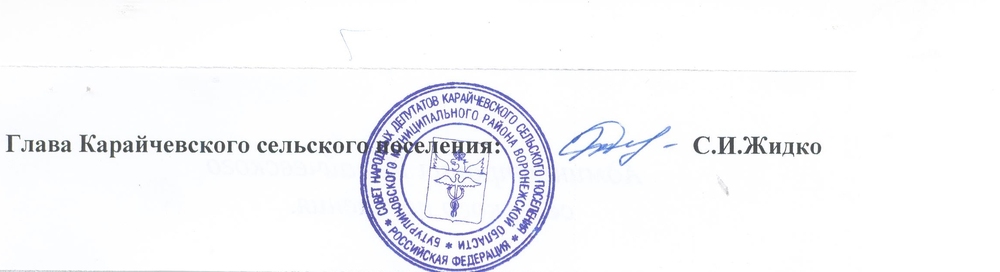 Глава Карайчевского сельского поселения: С.И.Жидко
СОВЕТ НАРОДНЫХ ДЕПУТАТОВ КАРАЙЧЕВСКОГО СЕЛЬСКОГО ПОСЕЛЕНИЯ
БУТУРЛИНОВСКОГО МУНИЦИПАЛЬНОГО РАЙОНА ВОРОНЕЖСКОЙ ОБЛАСТИ *
* РОССИЙСКАЯ ФЕДЕРАЦИЯ *